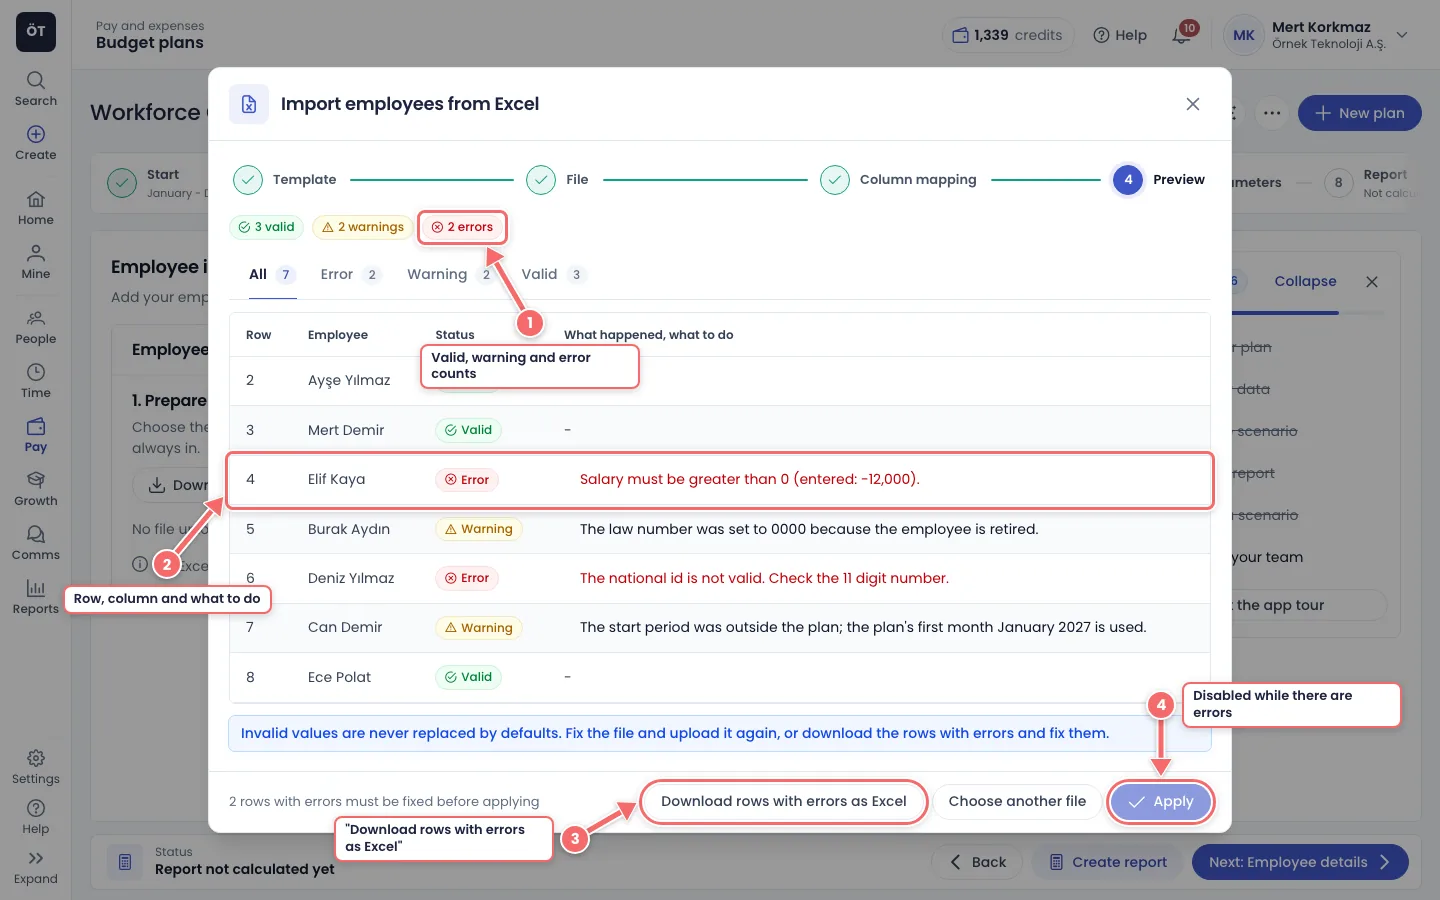 ÖT
Pay and expenses
Budget plans
1,339 credits
Help
10
MK
Mert Korkmaz
Örnek Teknoloji A.Ş.
Search
Create
Home
Mine
People
Time
Pay
Growth
Comms
Reports
Settings
Help
Expand
Workforce
New plan
Start
January -
8
Report
Not calcu
Employee i
Add your emp
Employee
1. Prepare
Choose the
always in.
Down
No file
Collapse
6
r plan
data
scenario
report
scenario
your team
the app tour
Import employees from Excel
Template
File
Column mapping
4
Preview
3 valid
2 warnings
2 errors
All 7
Error 2
Warning 2
Valid 3
1
Valid, warning and error
counts
Row
Employee
Status
What happened, what to do
2
Ayşe Yılmaz
3
Mert Demir
Valid
-
4
Elif Kaya
Error
Salary must be greater than 0 (entered: -12,000).
5
Burak Aydın
Warning
The law number was set to 0000 because the employee is retired.
6
Deniz Yılmaz
Error
The national id is not valid. Check the 11 digit number.
7
Can Demir
Warning
The start period was outside the plan; the plan's first month January 2027 is used.
8
Ece Polat
Valid
-
2
Row, column and what to do
4
Disabled while there are
errors
Invalid values are never replaced by defaults. Fix the file and upload it again, or download the rows with errors and fix them.
2 rows with errors must be fixed before applying
Download rows with errors as Excel
Choose another file
Apply
3
"Download rows with errors
as Excel"
Status
Report not calculated yet
Back
Create report
Next: Employee details